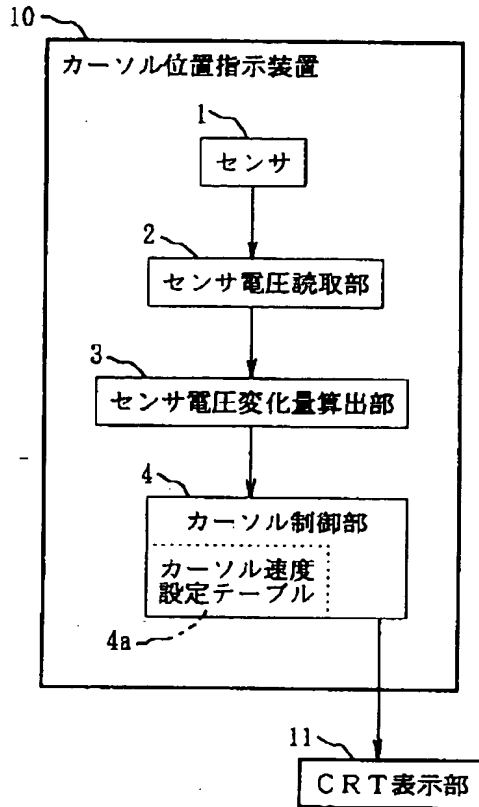 10
カーソル位置指示装置
1
センサ
2
センサ電圧読取部
3
センサ電圧変化量算出部
4
カーソル制御部
カーソル速度
設定テーブル
4a
11
CRT表示部